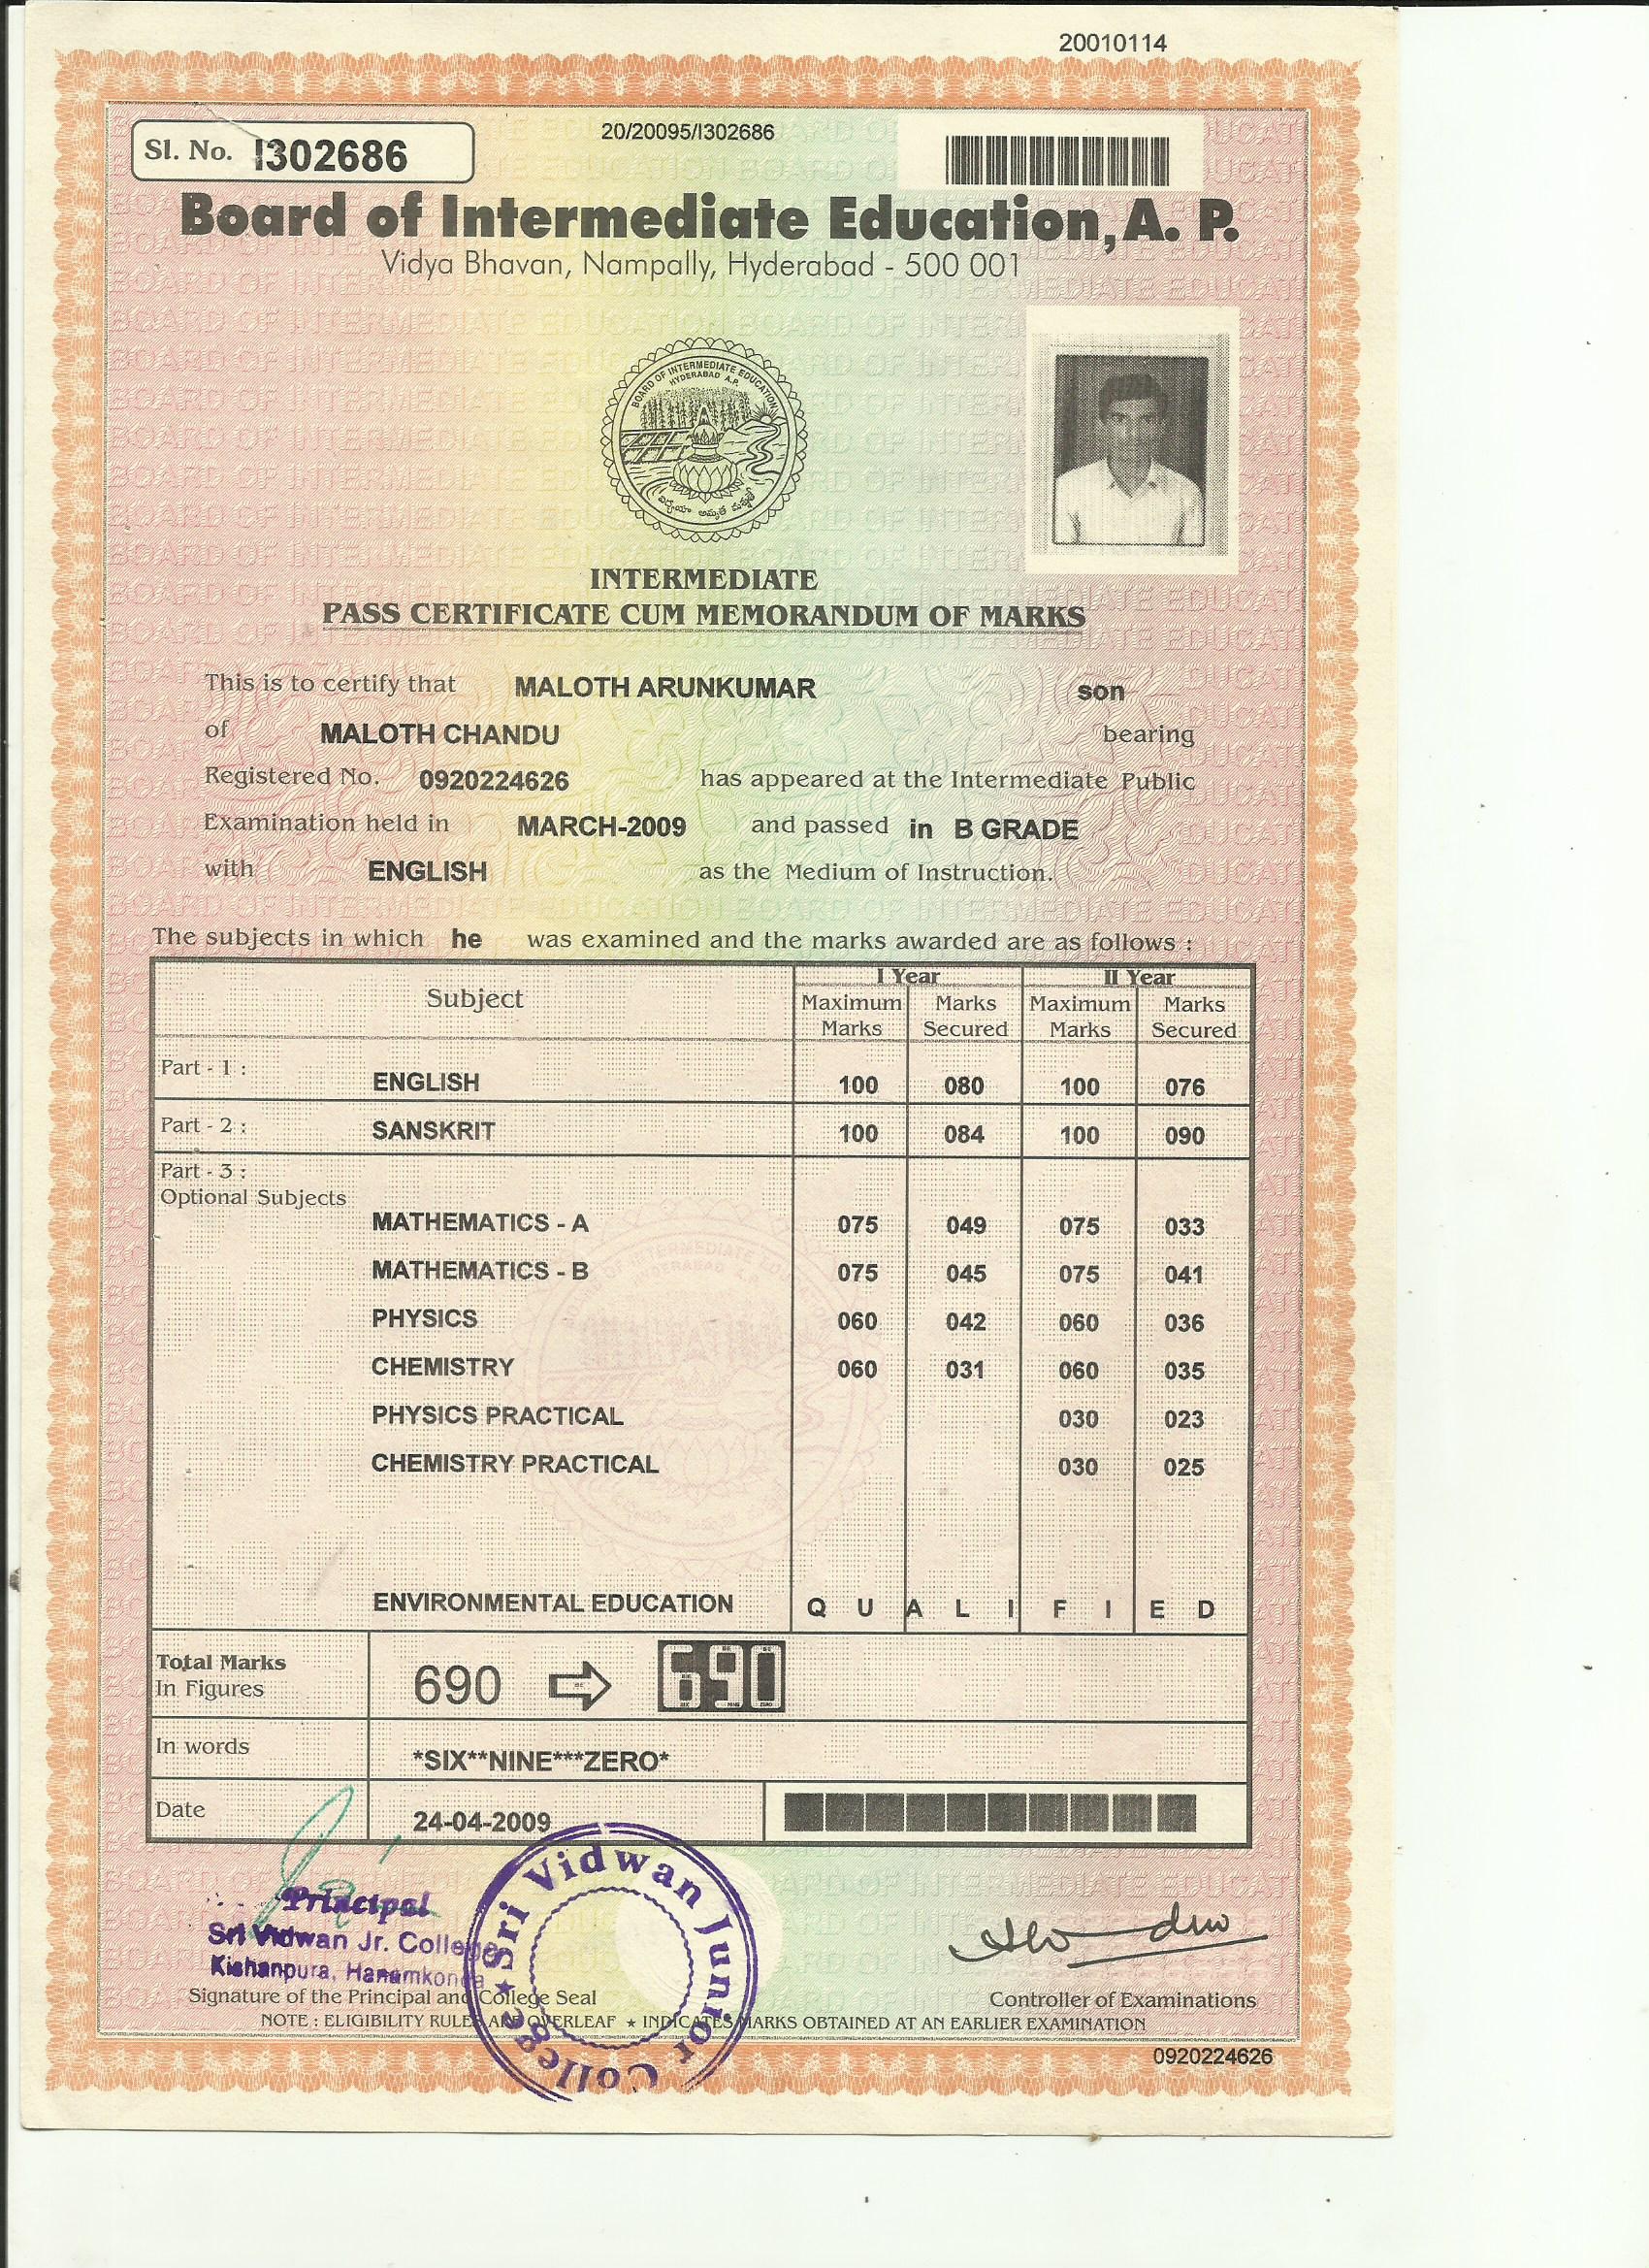 20010114
Sl. No. I302686
20/20095/I302686
Board of Intermediate Education, A. P.
Vidya Bhavan, Nampally, Hyderabad - 500 001
BOARD OF INTERMEDIATE EDUCATION
HYDERABAD A.P.
INTERMEDIATE
PASS CERTIFICATE CUM MEMORANDUM OF MARKS
This is to certify that MALOTH ARUNKUMAR son
of MALOTH CHANDU bearing
Registered No. 0920224626 has appeared at the Intermediate Public
Examination held in MARCH-2009 and passed in B GRADE
with ENGLISH as the Medium of Instruction.
The subjects in which he was examined and the marks awarded are as follows :
Subject I Year II Year
Maximum Marks Marks Secured Maximum Marks Marks Secured
Part - 1 :
ENGLISH 100 080 100 076
Part - 2 : SANSKRIT 100 084 100 090
Part - 3 :
Optional Subjects
MATHEMATICS - A 075 049 075 033
MATHEMATICS - B 075 045 075 041
PHYSICS 060 042 060 036
CHEMISTRY 060 031 060 035
PHYSICS PRACTICAL 030 023
CHEMISTRY PRACTICAL 030 025
ENVIRONMENTAL EDUCATION Q U A L I F I E D
Total Marks
In Figures 690 690
In words *SIX**NINE***ZERO*
Date 24-04-2009
Principal
Sri Vidwan Jr. College
Kishanpura, Hanamkonda
Sri Vidwan Junior College
Signature of the Principal and College Seal
Controller of Examinations
NOTE : ELIGIBILITY RULES ARE OVERLEAF ★ INDICATES MARKS OBTAINED AT AN EARLIER EXAMINATION
0920224626